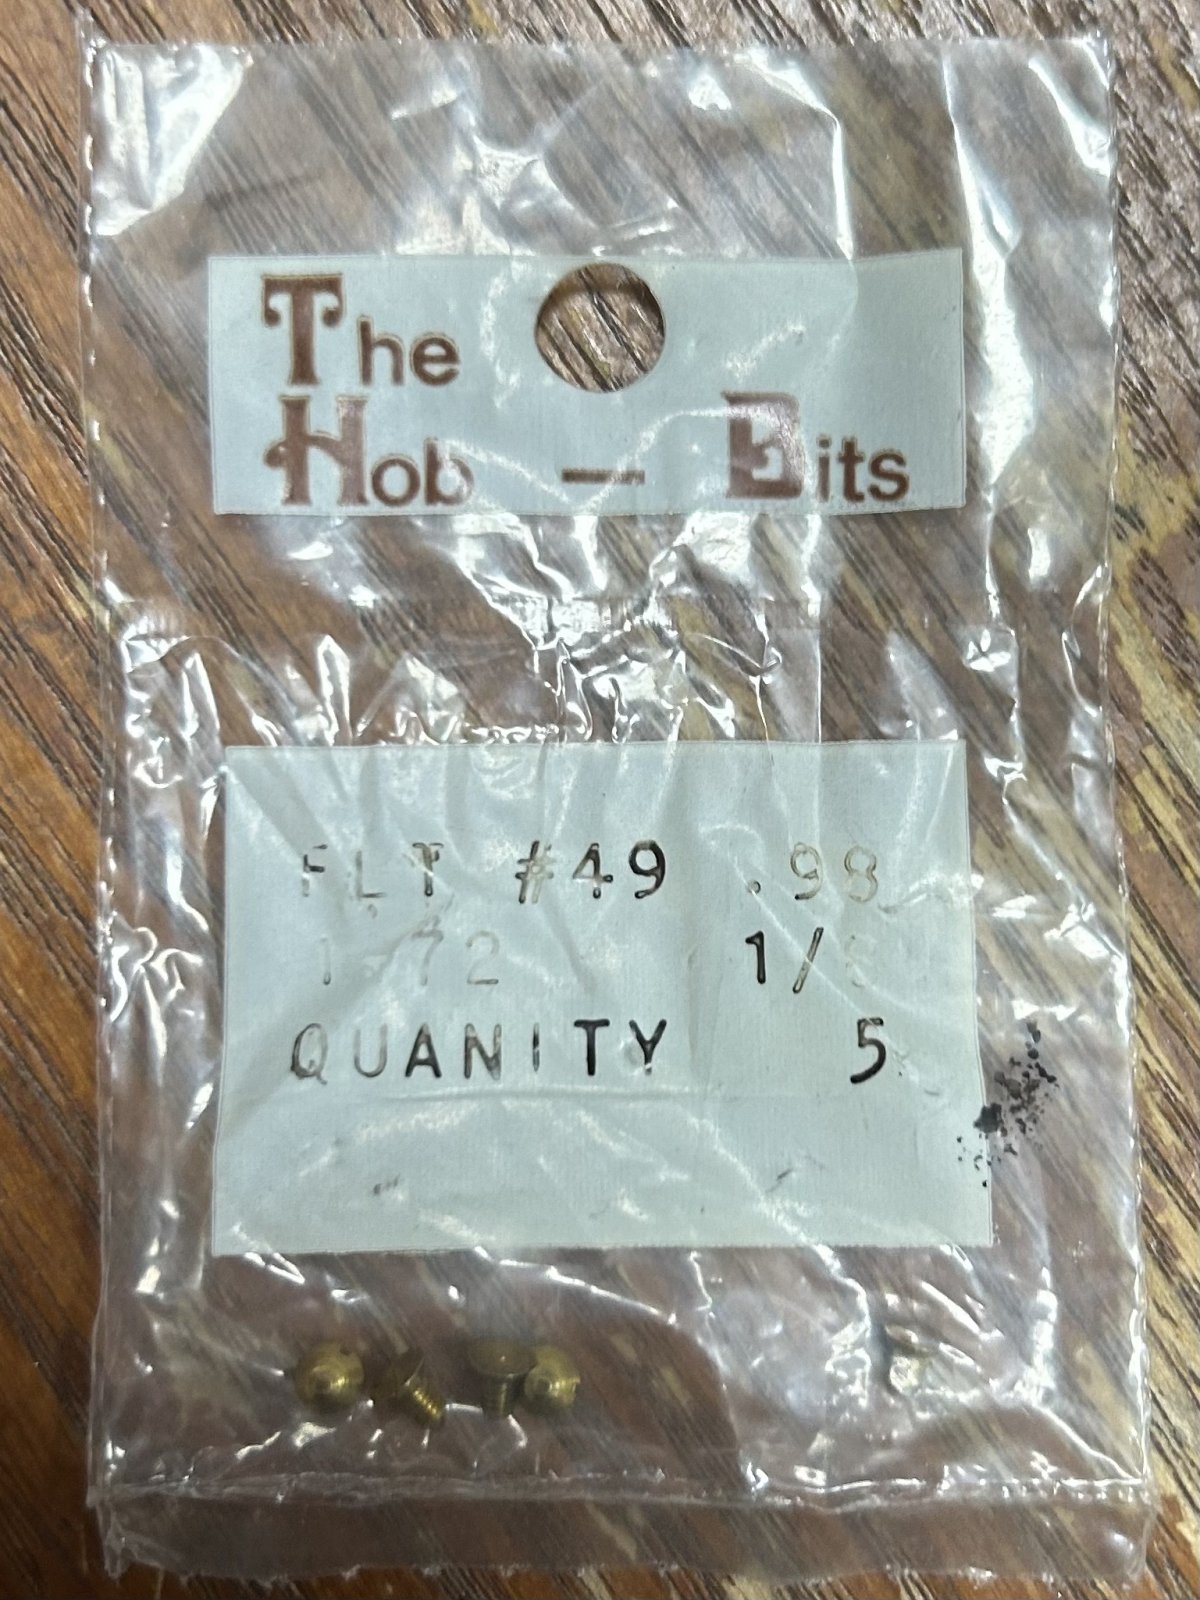 The
Hob — Bits
FLT #49 .98
1-72 1/8
QUANITY 5